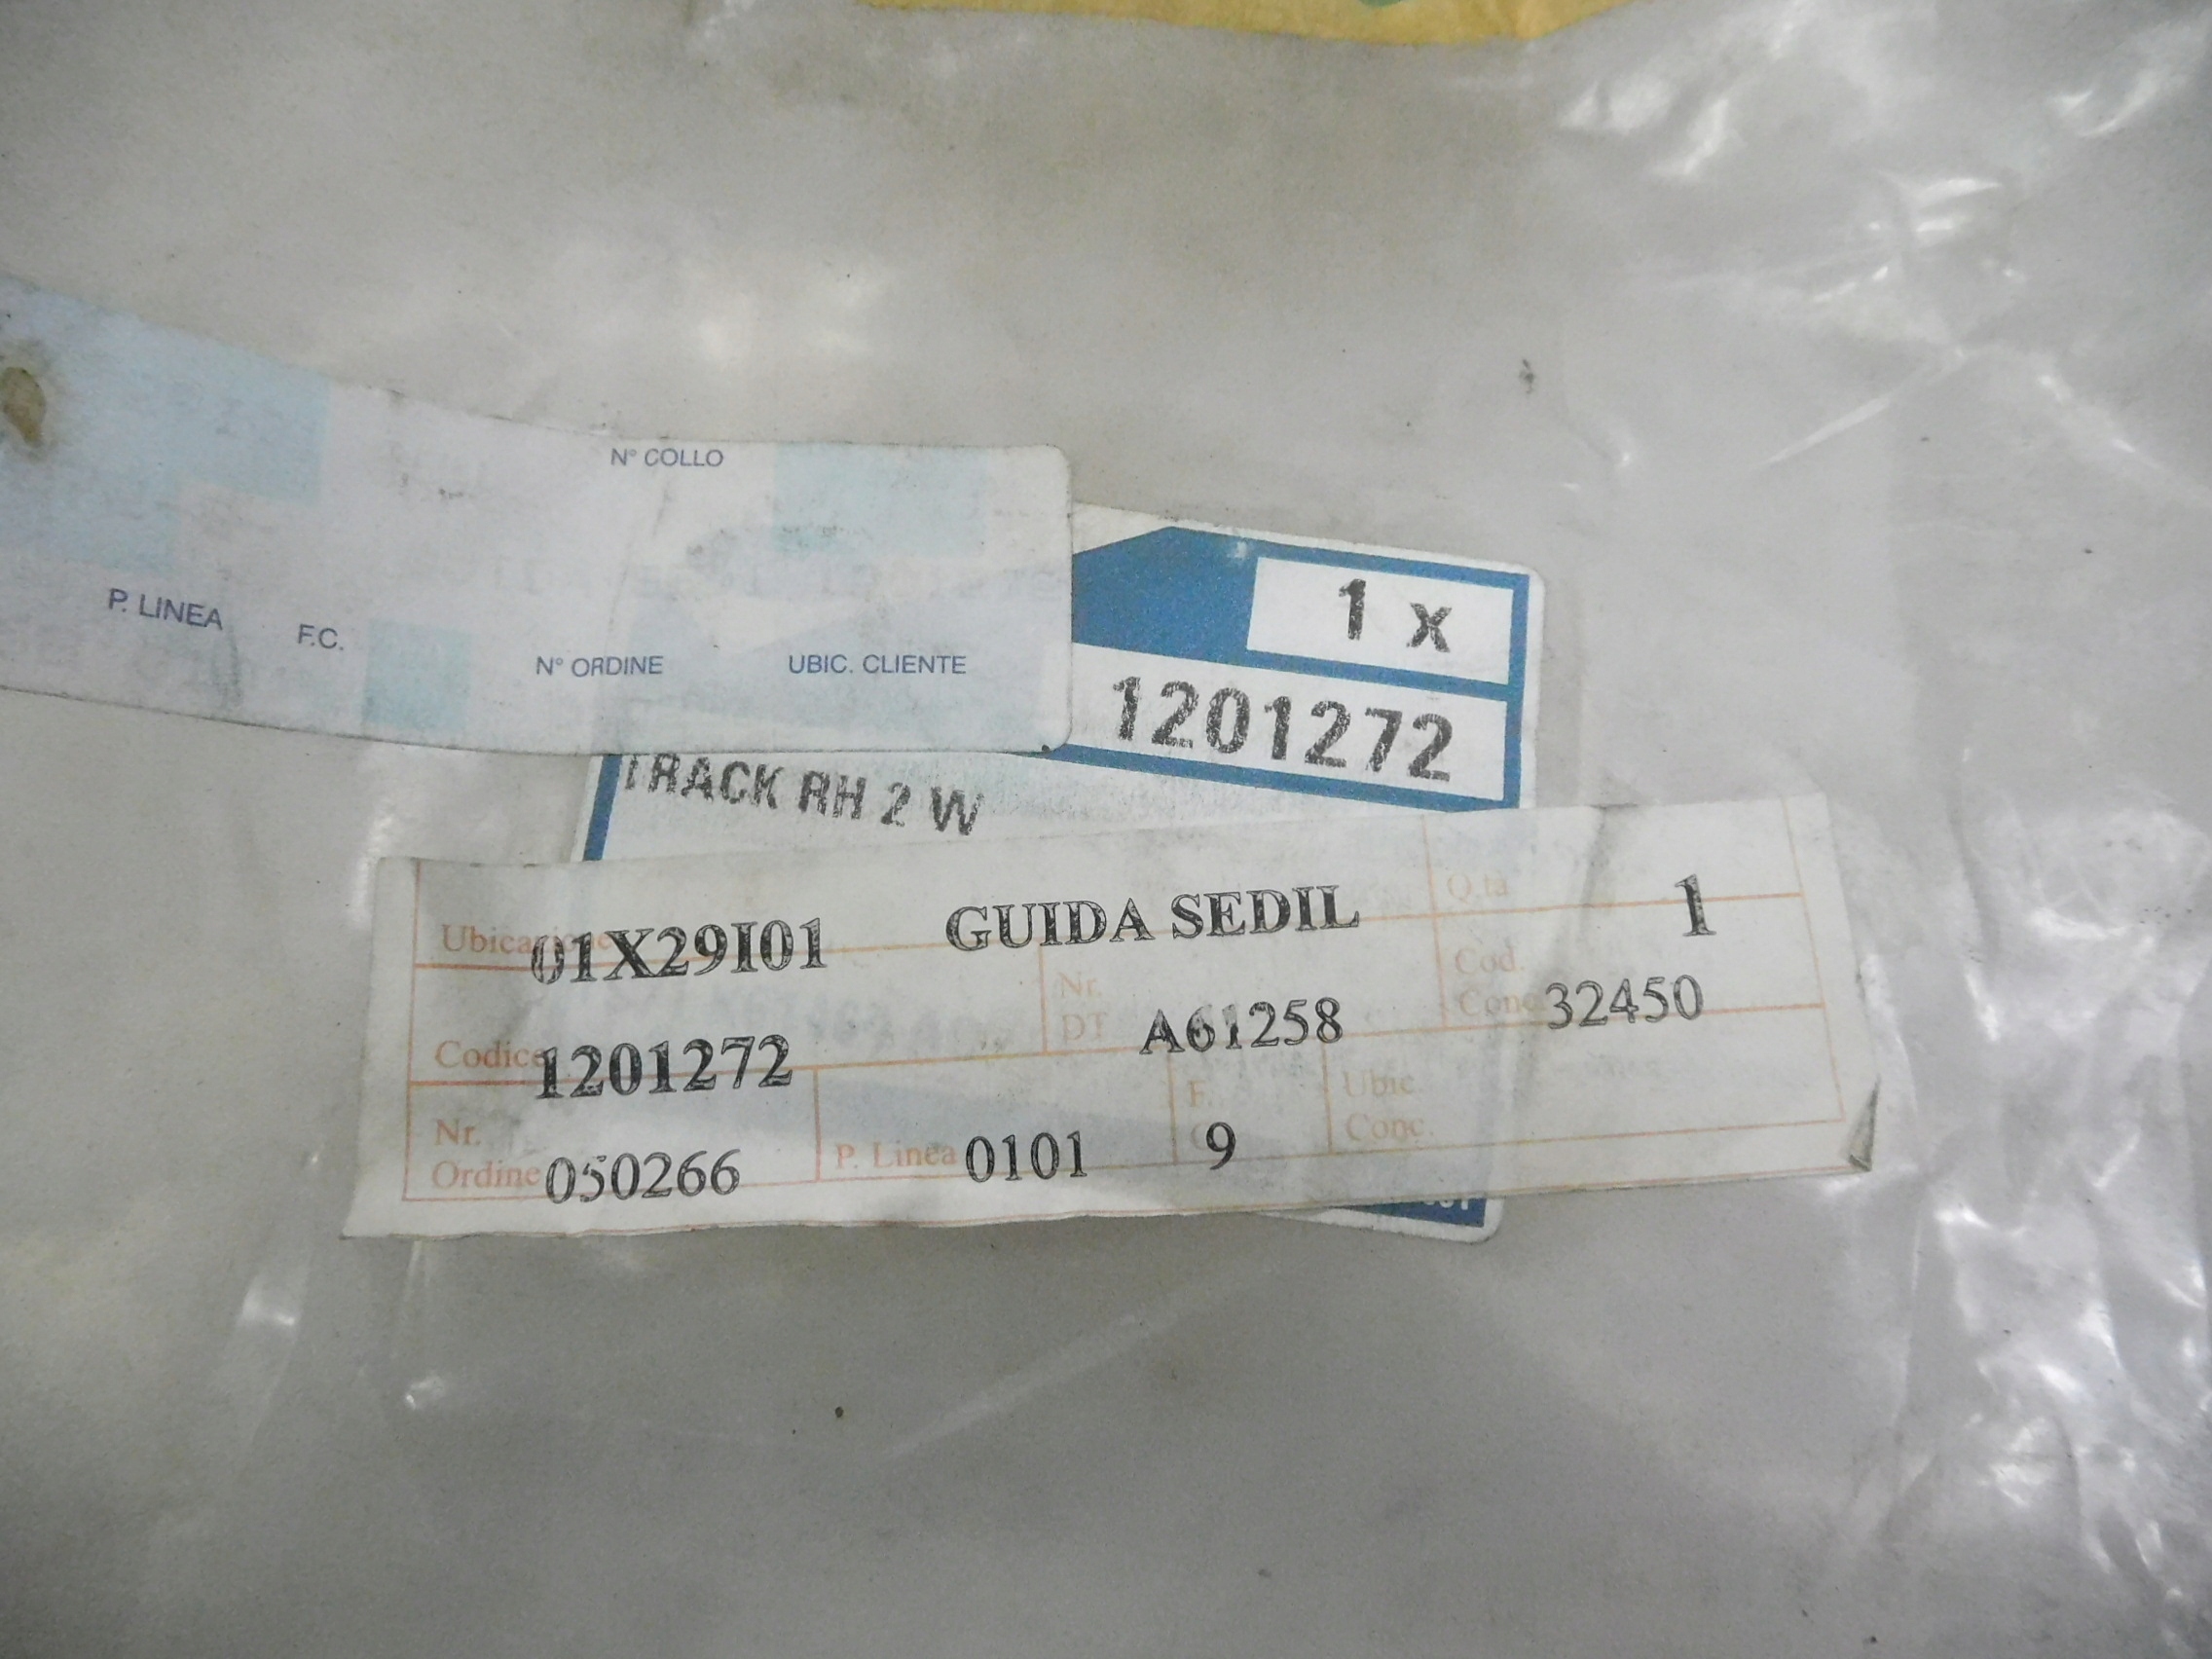 N° COLLO
P. LINEA F.C. N° ORDINE UBIC. CLIENTE
1 x
1201272
TRACK RH 2 W
Ubicazione 01X29I01 GUIDA SEDIL Q.tà 1
Codice 1201272 Nr. DT A61258 Cod. Conc 32450
Nr. Ordine 050266 P. Linea 0101 F. C 9 Ubic. Conc.